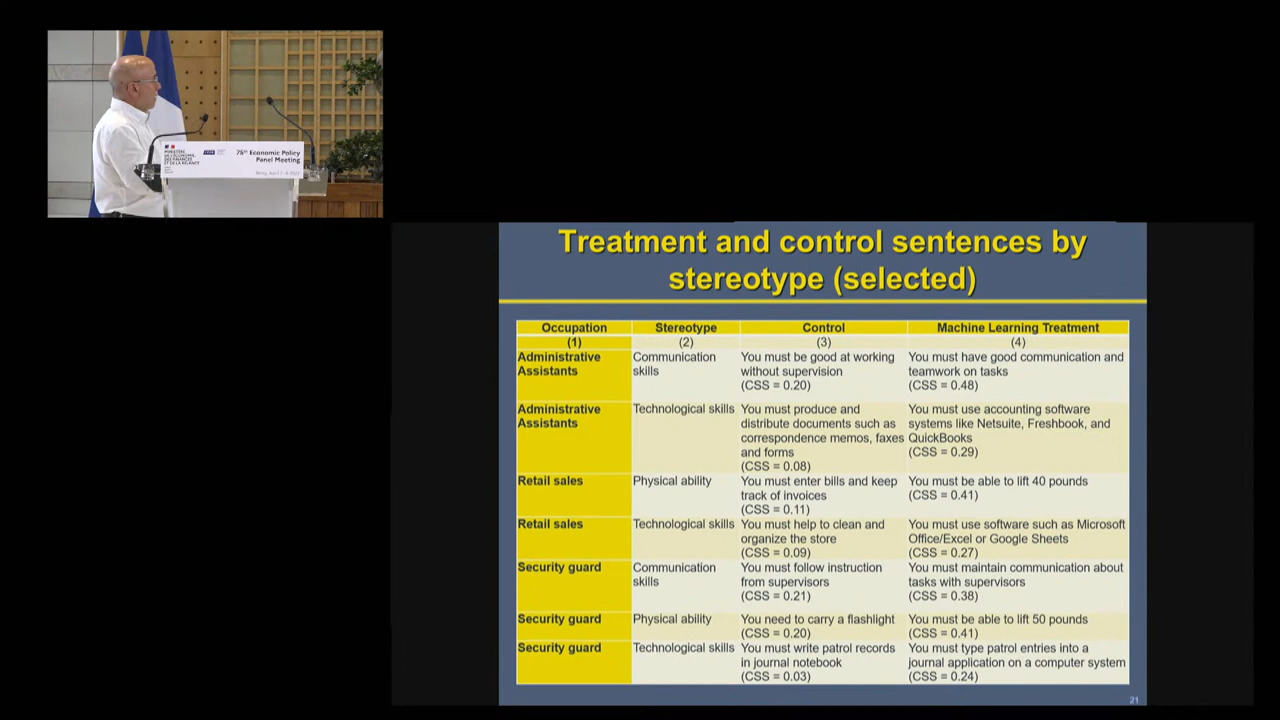 MINISTÈRE
DE L'ÉCONOMIE
DES FINANCES
ET DE LA RELANCE
75th Economic Policy
Panel Meeting
Treatment and control sentences by
stereotype (selected)
Occupation Stereotype Control Machine Learning Treatment
(1) (2) (3) (4)
Administrative
Assistants
Communication
skills
You must be good at working
without supervision
(CSS = 0.20)
You must have good communication and
teamwork on tasks
(CSS = 0.48)
Administrative
Assistants
Technological skills
You must produce and
distribute documents such as
correspondence memos, faxes
and forms
(CSS = 0.08)
You must use accounting software
systems like Netsuite, Freshbook, and
QuickBooks
(CSS = 0.29)
Retail sales
Physical ability
You must enter bills and keep
track of invoices
(CSS = 0.11)
You must be able to lift 40 pounds
(CSS = 0.41)
Retail sales
Technological skills
You must help to clean and
organize the store
(CSS = 0.09)
You must use software such as Microsoft
Office/Excel or Google Sheets
(CSS = 0.27)
Security guard
Communication
skills
You must follow instruction
from supervisors
(CSS = 0.21)
You must maintain communication about
tasks with supervisors
(CSS = 0.38)
Security guard
Physical ability
You need to carry a flashlight
(CSS = 0.20)
You must be able to lift 50 pounds
(CSS = 0.41)
Security guard
Technological skills
You must write patrol records
in journal notebook
(CSS = 0.03)
You must type patrol entries into a
journal application on a computer system
(CSS = 0.24)
21